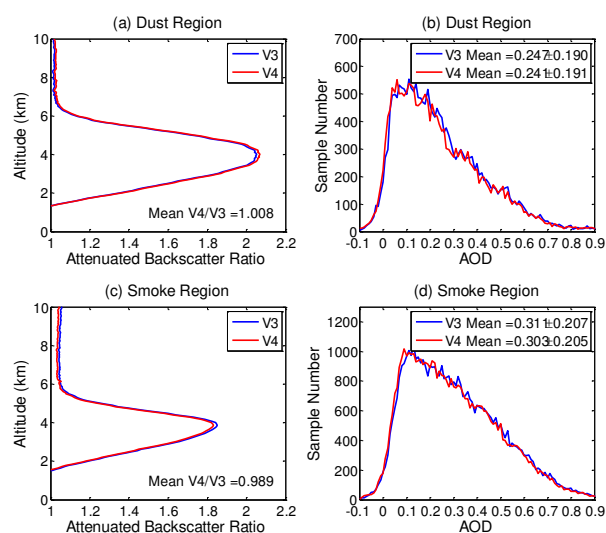 (a) Dust Region
10
8
6
4
2
0
Altitude (km)
V3
V4
Mean V4/V3 =1.008
1 1.2 1.4 1.6 1.8 2 2.2
Attenuated Backscatter Ratio
(b) Dust Region
700
600
500
400
300
200
100
0
Sample Number
V3 Mean =0.247±0.190
V4 Mean =0.241±0.191
-0.1 0 0.1 0.2 0.3 0.4 0.5 0.6 0.7 0.8 0.9
AOD
(c) Smoke Region
10
8
6
4
2
0
Altitude (km)
V3
V4
Mean V4/V3 =0.989
1 1.2 1.4 1.6 1.8 2 2.2
Attenuated Backscatter Ratio
(d) Smoke Region
1200
1000
800
600
400
200
0
Sample Number
V3 Mean =0.311±0.207
V4 Mean =0.303±0.205
-0.1 0 0.1 0.2 0.3 0.4 0.5 0.6 0.7 0.8 0.9
AOD